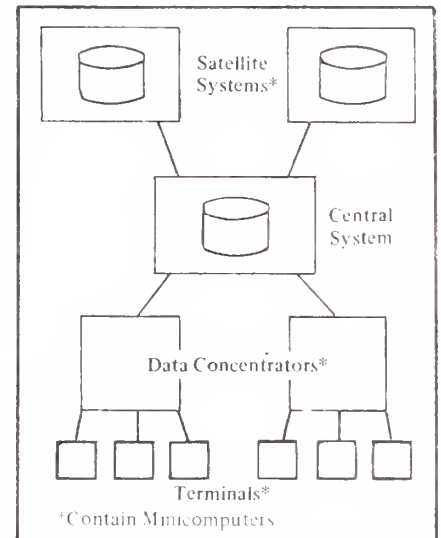 Satellite
Systems*
Central
System
Data Concentrators*
Terminals*
*Contain Minicomputers